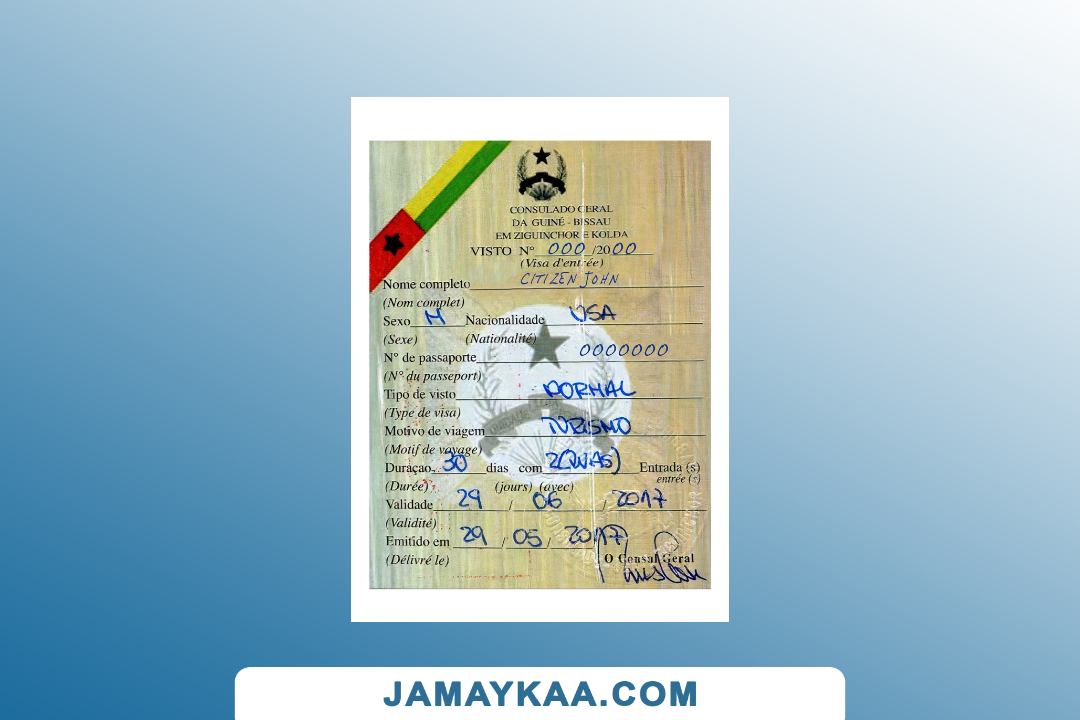 CONSULADO GERAL
DA GUINÉ - BISSAU
EM ZIGUINCHOR E KOLDA
VISTO N° 000 /2000
(Visa d'entrée)
Nome completo CITIZEN JOHN
(Nom complet)
Sexo M Nacionalidade USA
(Sexe) (Nationalité)
N° de passaporte 0000000
(N° du passeport)
Tipo de visto NORMAL
(Type de visa)
Motivo de viagem TURISMO
(Motif de voyage)
Duraçao 30 dias com 2(DUAS) Entrada (s)
(Durée) (jours) (avec) entrée (s)
Validade 29 / 06 / 2017
(Validité)
Emitido em 29 / 05 / 2017
(Délivré le) O Consul Geral
JAMAYKAA.COM